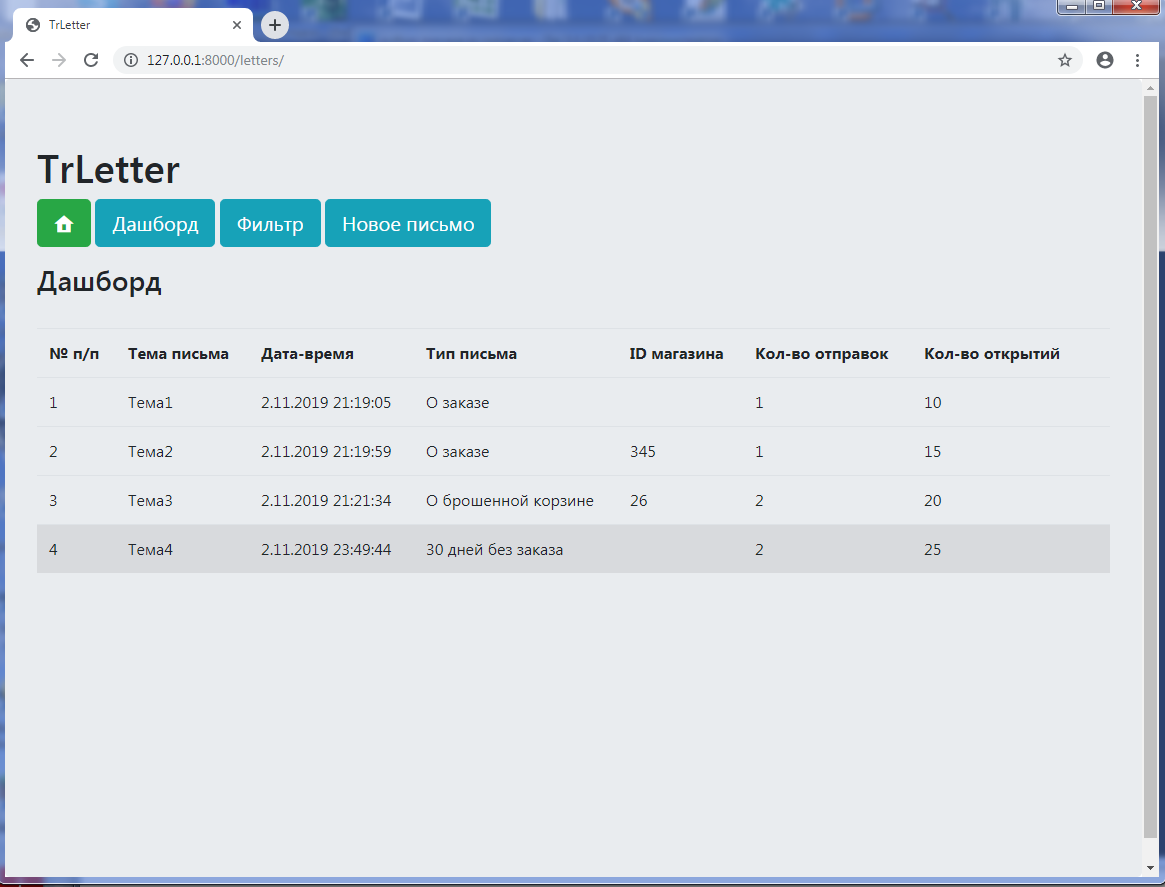 TrLetter
127.0.0.1:8000/letters/
TrLetter
Дашборд Фильтр Новое письмо
Дашборд
№ п/п Тема письма Дата-время Тип письма ID магазина Кол-во отправок Кол-во открытий
1 Тема1 2.11.2019 21:19:05 О заказе 1 10
2 Тема2 2.11.2019 21:19:59 О заказе 345 1 15
3 Тема3 2.11.2019 21:21:34 О брошенной корзине 26 2 20
4 Тема4 2.11.2019 23:49:44 30 дней без заказа 2 25